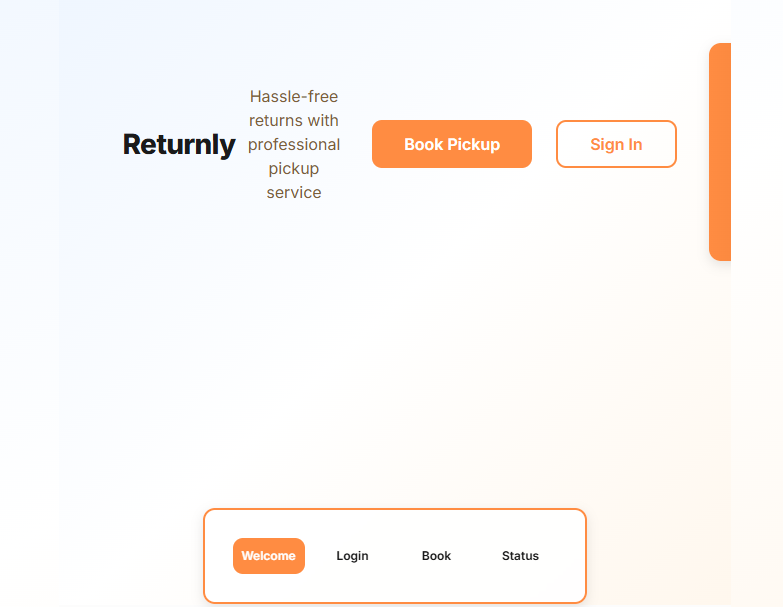 Returnly
Hassle-free
returns with
professional
pickup
service
Book Pickup
Sign In
Welcome
Login
Book
Status